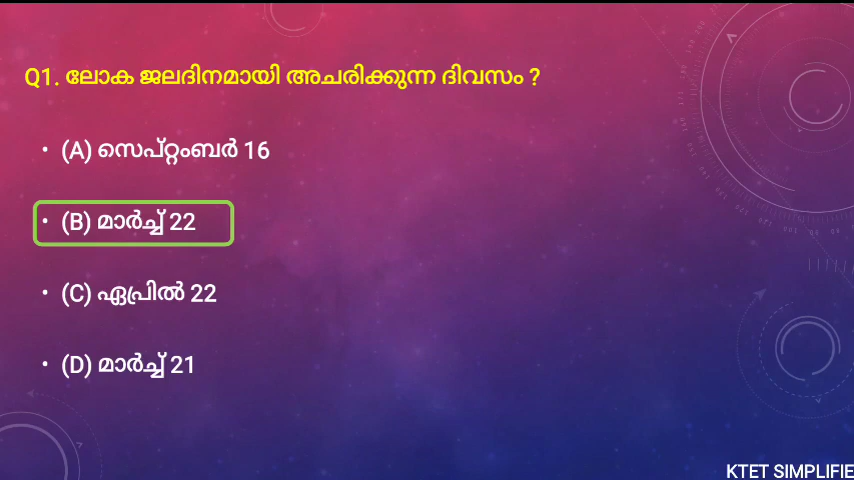 Q1. ലോക ജലദിനമായി അചരിക്കുന്ന ദിവസം ?
• (A) സെപ്റ്റംബർ 16
• (B) മാർച്ച് 22
• (C) ഏപ്രിൽ 22
• (D) മാർച്ച് 21
KTET SIMPLIFIE